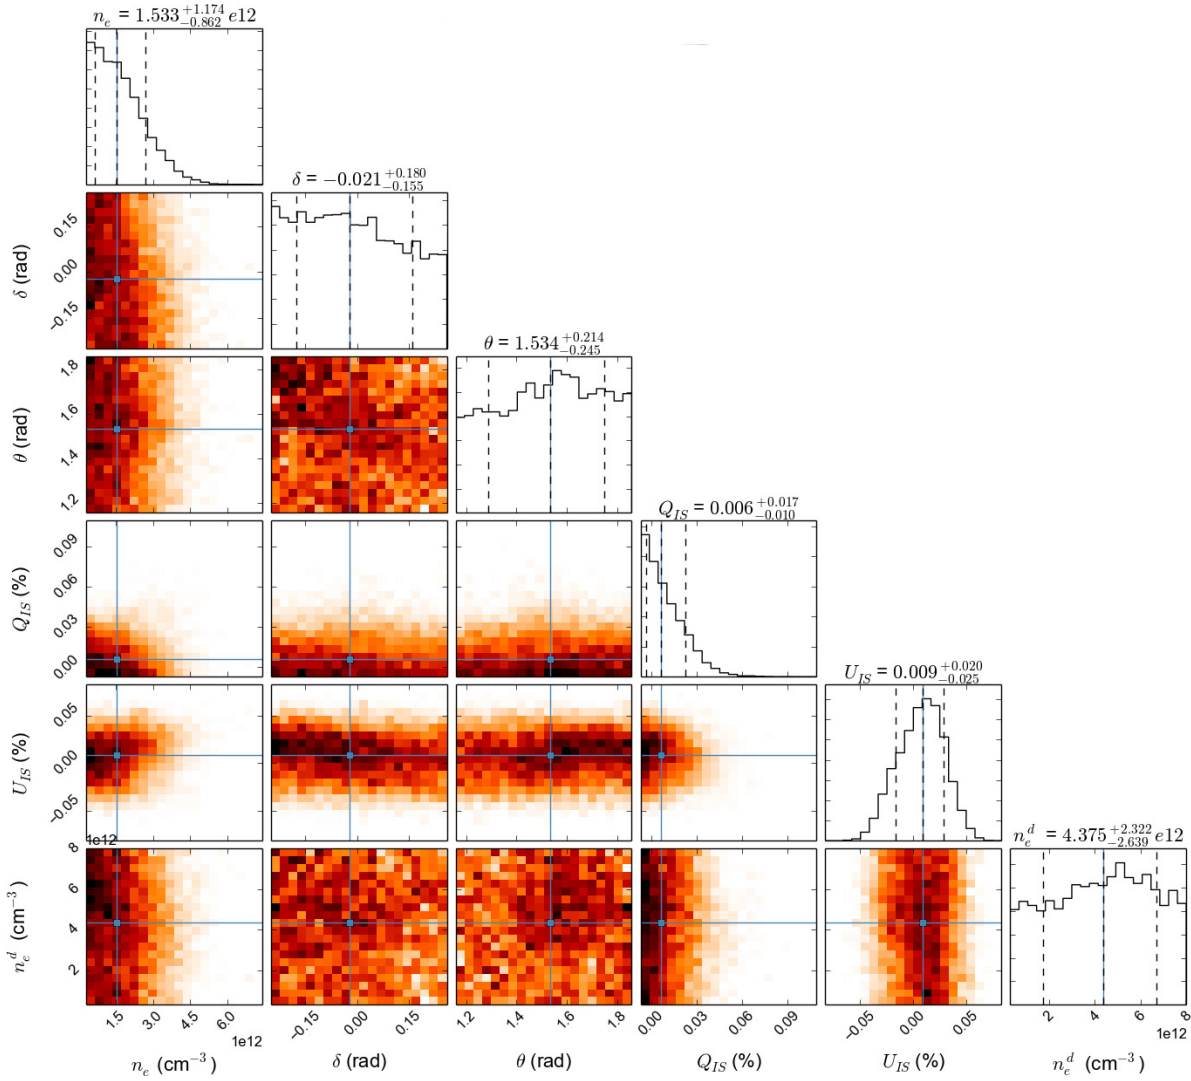 n_e = 1.533 +1.174 −0.862 e12
δ = −0.021 +0.180 −0.155
θ = 1.534 +0.214 −0.245
Q_IS = 0.006 +0.017 −0.010
U_IS = 0.009 +0.020 −0.025
n_e^d = 4.375 +2.322 −2.639 e12
δ (rad)
0.15
0.00
−0.15
θ (rad)
1.8
1.6
1.4
1.2
Q_IS (%)
0.09
0.06
0.03
0.00
U_IS (%)
0.05
0.00
−0.05
1e12
n_e^d (cm−3)
8
6
4
2
1.5 3.0 4.5 6.0
1e12
n_e (cm−3)
−0.15 0.00 0.15
δ (rad)
1.2 1.4 1.6 1.8
θ (rad)
0.00 0.03 0.06 0.09
Q_IS (%)
−0.05 0.00 0.05
U_IS (%)
2 4 6 8
1e12
n_e^d (cm−3)